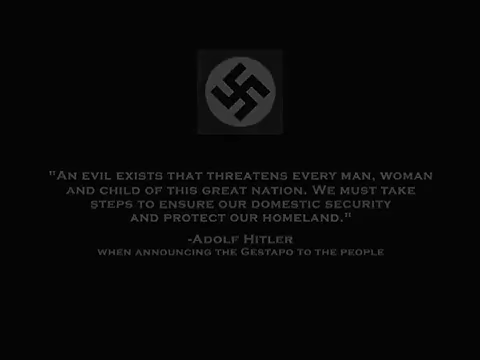 "An evil exists that threatens every man, woman
and child of this great nation. We must take
steps to ensure our domestic security
and protect our homeland."
-Adolf Hitler
when announcing the Gestapo to the people